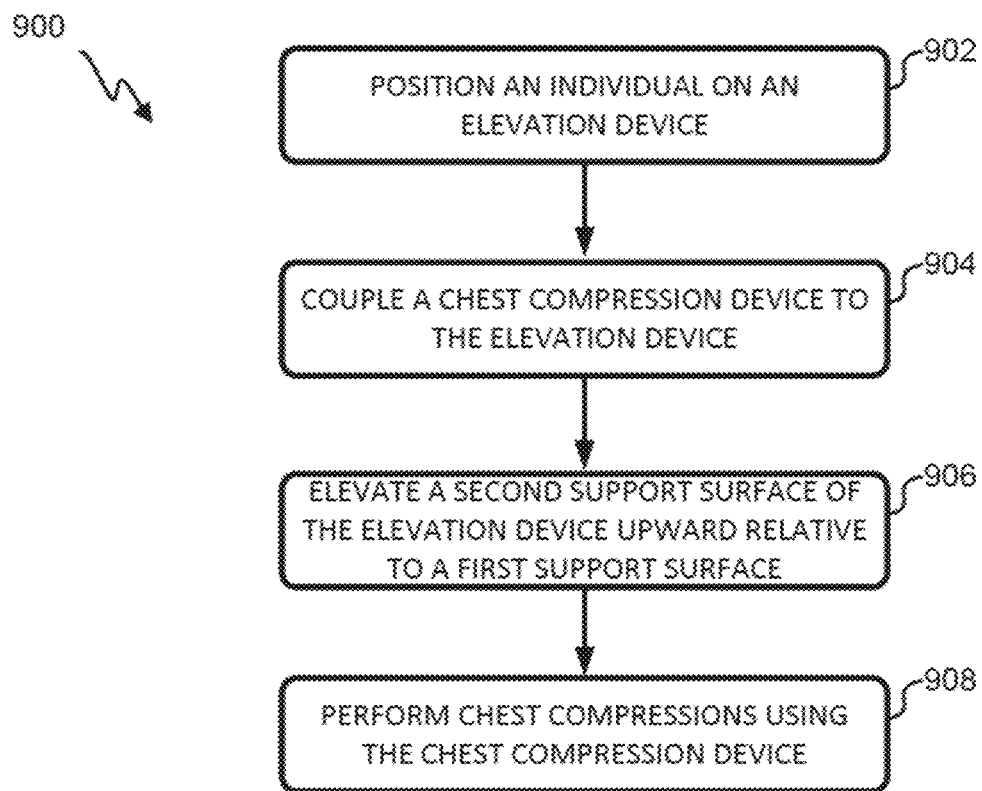 900
902
POSITION AN INDIVIDUAL ON AN
ELEVATION DEVICE
904
COUPLE A CHEST COMPRESSION DEVICE TO
THE ELEVATION DEVICE
906
ELEVATE A SECOND SUPPORT SURFACE OF
THE ELEVATION DEVICE UPWARD RELATIVE
TO A FIRST SUPPORT SURFACE
908
PERFORM CHEST COMPRESSIONS USING
THE CHEST COMPRESSION DEVICE